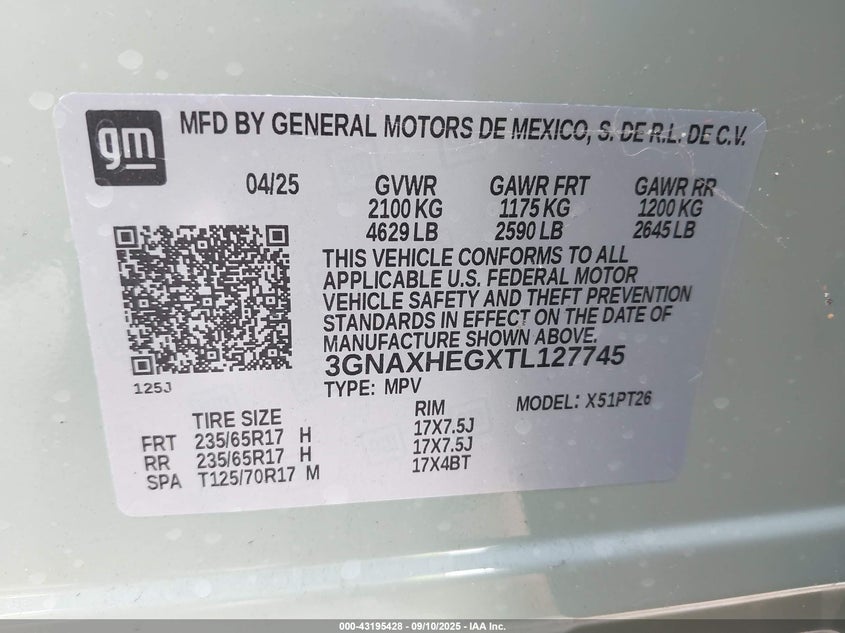 gm
MFD BY GENERAL MOTORS DE MEXICO, S. DE R.L. DE C.V.
04/25 GVWR GAWR FRT GAWR RR
2100 KG 1175 KG 1200 KG
4629 LB 2590 LB 2645 LB
THIS VEHICLE CONFORMS TO ALL
APPLICABLE U.S. FEDERAL MOTOR
VEHICLE SAFETY AND THEFT PREVENTION
STANDARDS IN EFFECT ON THE DATE OF
MANUFACTURE SHOWN ABOVE.
3GNAXHEGXTL127745
125J
TYPE: MPV MODEL: X51PT26
TIRE SIZE RIM
FRT 235/65R17 H 17X7.5J
RR 235/65R17 H 17X7.5J
SPA T125/70R17 M 17X4BT
000-43195428 - 09/10/2025 - IAA Inc.